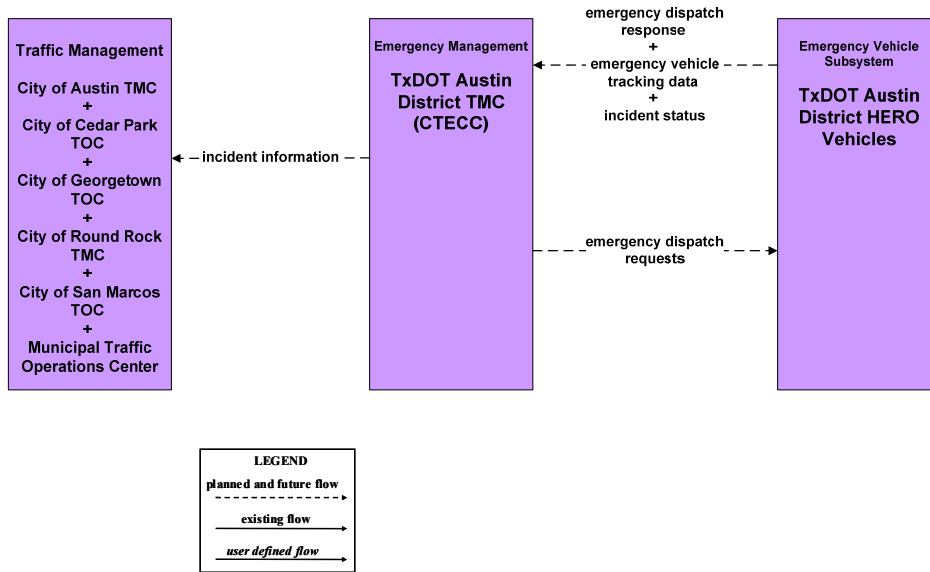 Traffic Management
City of Austin TMC
+
City of Cedar Park
TOC
+
City of Georgetown
TOC
+
City of Round Rock
TMC
+
City of San Marcos
TOC
+
Municipal Traffic
Operations Center
incident information
Emergency Management
TxDOT Austin
District TMC
(CTECC)
emergency dispatch
response
+
emergency vehicle
tracking data
+
incident status
emergency dispatch
requests
Emergency Vehicle
Subsystem
TxDOT Austin
District HERO
Vehicles
LEGEND
planned and future flow
existing flow
user defined flow